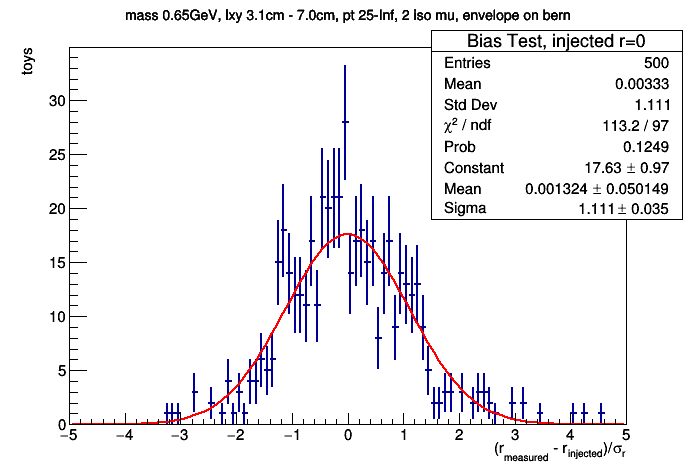 mass 0.65GeV, lxy 3.1cm - 7.0cm, pt 25-Inf, 2 Iso mu, envelope on bern
toys
Bias Test, injected r=0
Entries 500
Mean 0.00333
Std Dev 1.111
χ² / ndf 113.2 / 97
Prob 0.1249
Constant 17.63 ± 0.97
Mean 0.001324 ± 0.050149
Sigma 1.111 ± 0.035
30
25
20
15
10
5
0
−5 −4 −3 −2 −1 0 1 2 3 4 5
(r_measured - r_injected)/σ_r